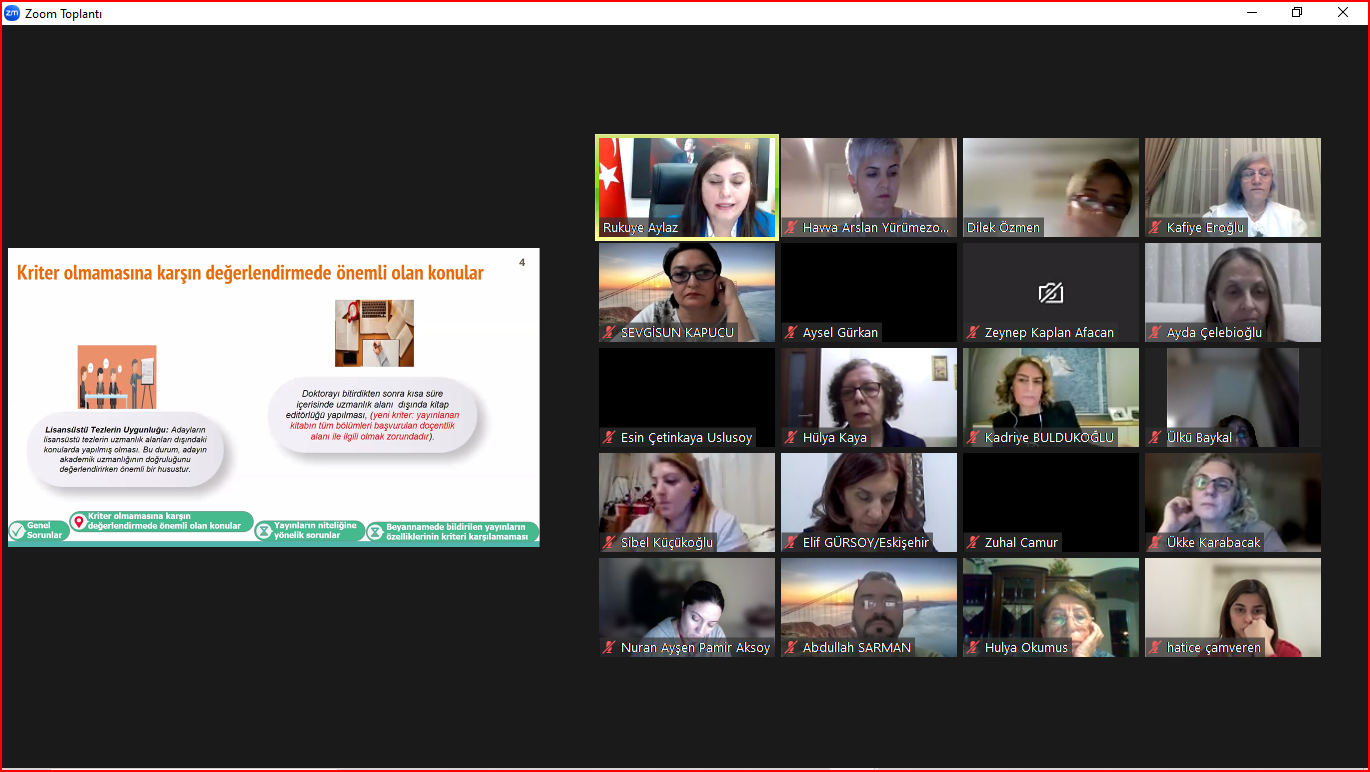 zm Zoom Toplantı
Kriter olmamasına karşın değerlendirmede önemli olan konular
4
Lisansüstü Tezlerin Uygunluğu: Adayların
lisansüstü tezlerin uzmanlık alanları dışındaki
konularda yapılmış olması. Bu durum, adayın
akademik uzmanlığının doğruluğunu
değerlendirirken önemli bir husustur.
Doktorayı bitirdikten sonra kısa süre
içerisinde uzmanlık alanı dışında kitap
editörlüğü yapılması, (yeni kriter: yayınlanan
kitabın tüm bölümleri başvurulan doçentlik
alanı ile ilgili olmak zorundadır).
Genel
Sorunlar
Kriter olmamasına karşın
değerlendirmede önemli olan konular
Yayınların niteliğine
yönelik sorunlar
Beyannamede bildirilen yayınların
özelliklerinin kriteri karşılamaması
Rukuye Aylaz
Havva Arslan Yürümezo...
Dilek Özmen
Kafiye Eroğlu
SEVGİSUN KAPUCU
Aysel Gürkan
Zeynep Kaplan Afacan
Ayda Çelebioğlu
Esin Çetinkaya Uslusoy
Hülya Kaya
Kadriye BULDUKOĞLU
Ülkü Baykal
Sibel Küçükoğlu
Elif GÜRSOY/Eskişehir
Zuhal Camur
Ükke Karabacak
Nuran Ayşen Pamir Aksoy
Abdullah SARMAN
Hulya Okumus
hatice çamveren